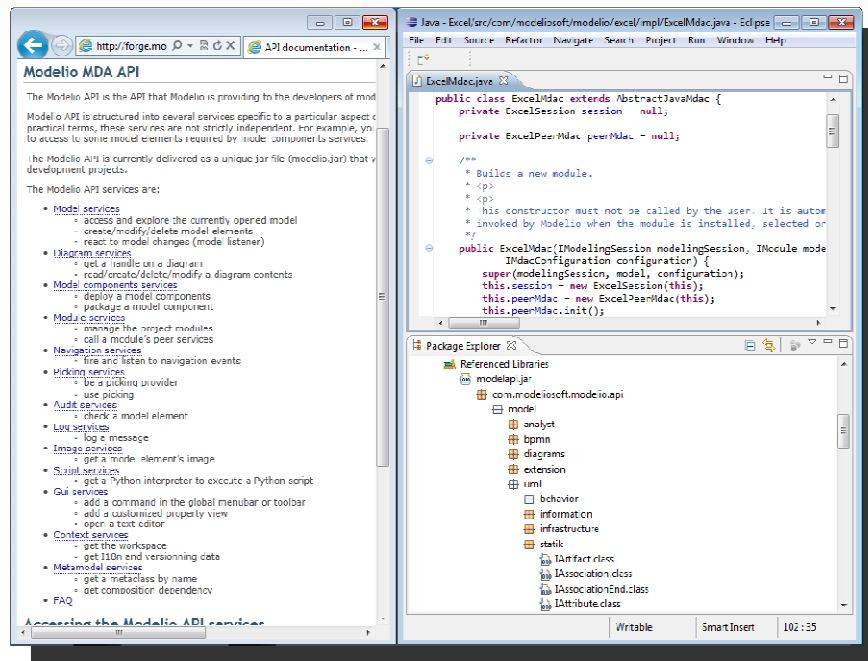 http://forge.mo
API documentation - ...
Modelio MDA API
The Modelio API is the API that Modelio is providing to the developers of mod
Modelio API is structured into several services specific to a particular aspect c
practical terms, these services are not strictly independent. For example, you
to access to some model elements required by model components services.
The Modelio API is currently delivered as a unique jar file (modelio.jar) that y
development projects.
The Modelio API services are:
Model services
access and explore the currently opened model
create/modify/delete model elements
react to model changes (model listener)
Diagram services
get a handle on a diagram
read/create/delete/modify a diagram contents
Model components services
deploy a model components
package a model component
Module services
manage the project modules
call a module's peer services
Navigation services
fire and listen to navigation events
Picking services
be a picking provider
use picking
Audit services
check a model element
Log services
log a message
Image services
get a model element's image
Script services
get a Python interpreter to execute a Python script
Gui services
add a command in the global menubar or toolbar
add a customized property view
open a text editor
Context services
get the workspace
get I18n and versionning data
Metamodel services
get a metaclass by name
get composition dependency
FAQ
Accessing the Modelio API services
Java - Excel/src/com/modeliosoft/modelio/excel/impl/ExcelMdac.java - Eclipse
File Edit Source Refactor Navigate Search Project Run Window Help
ExcelMdac.java
public class ExcelMdac extends AbstractJavaMdac {
private ExcelSession session = null;
private ExcelPeerMdac peerMdac = null;
/**
* Builds a new module.
* <p>
* <p>
* This constructor must not be called by the user. It is autom
* invoked by Modelio when the module is installed, selected or
*/
public ExcelMdac(IModelingSession modelingSession, IModule mode
IMdacConfiguration configuration) {
super(modelingSession, model, configuration);
this.session = new ExcelSession(this);
this.peerMdac = new ExcelPeerMdac(this);
this.peerMdac.init();
Package Explorer
Referenced Libraries
modelapi.jar
com.modeliosoft.modelio.api
model
analyst
bpmn
diagrams
extension
uml
behavior
information
infrastructure
statik
IArtifact.class
IAssociation.class
IAssociationEnd.class
IAttribute.class
Writable Smart Insert 102 : 35